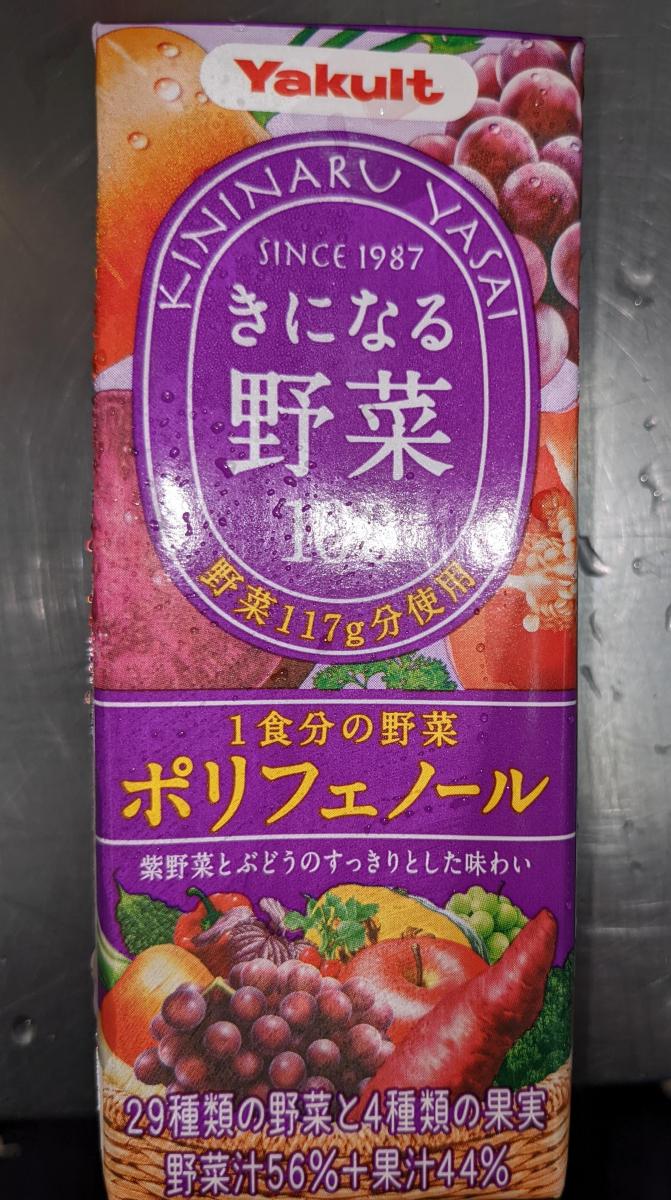 Yakult
KININARU YASAI
SINCE 1987
きになる
野菜
野菜117g分使用
1食分の野菜
ポリフェノール
紫野菜とぶどうのすっきりとした味わい
29種類の野菜と4種類の果実
野菜汁56%+果汁44%